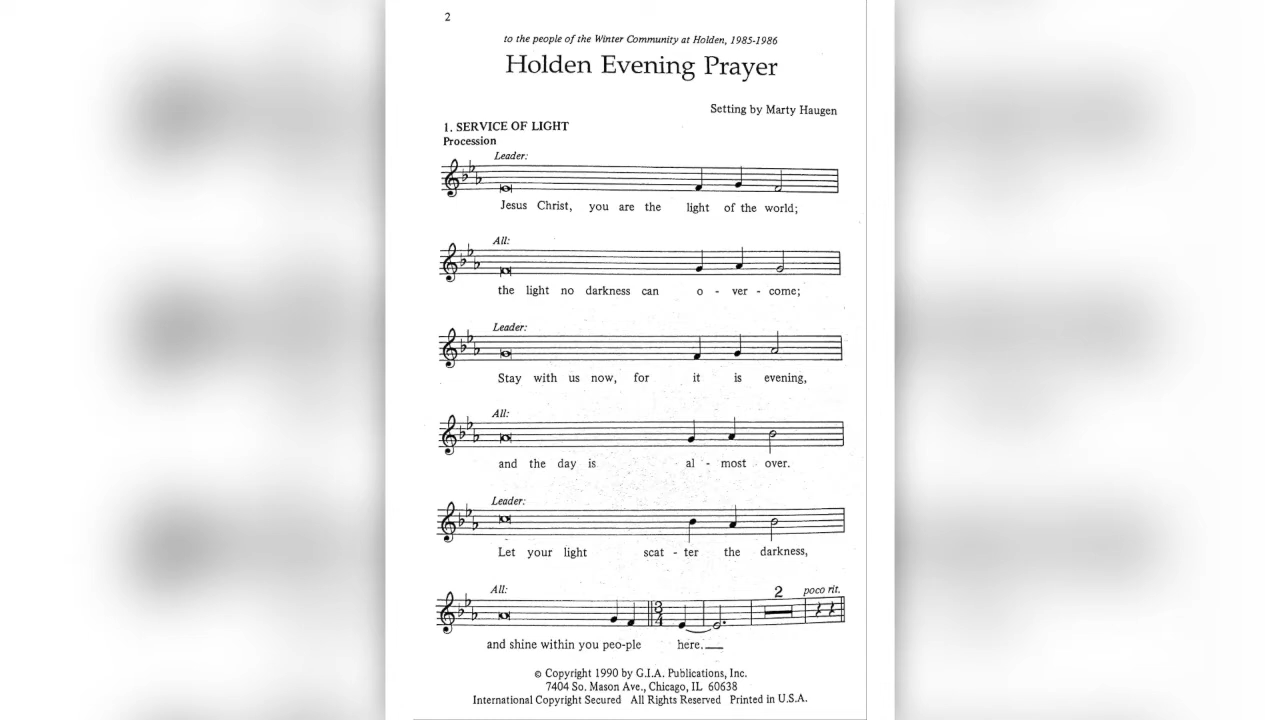 2
to the people of the Winter Community at Holden, 1985-1986
Holden Evening Prayer
Setting by Marty Haugen
1. SERVICE OF LIGHT
Procession
Leader:
Jesus Christ, you are the light of the world;
All:
the light no darkness can o - ver - come;
Leader:
Stay with us now, for it is evening,
All:
and the day is al - most over.
Leader:
Let your light scat - ter the darkness,
All:
2 poco rit.
3
4
and shine within you peo-ple here.
© Copyright 1990 by G.I.A. Publications, Inc.
7404 So. Mason Ave., Chicago, IL 60638
International Copyright Secured All Rights Reserved Printed in U.S.A.